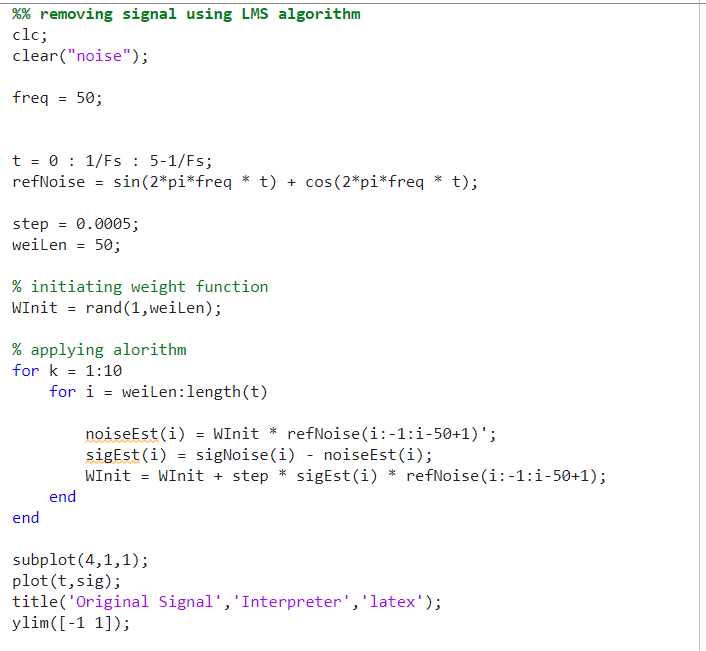 %% removing signal using LMS algorithm
clc;
clear("noise");
freq = 50;
t = 0 : 1/Fs : 5-1/Fs;
refNoise = sin(2*pi*freq * t) + cos(2*pi*freq * t);
step = 0.0005;
weiLen = 50;
% initiating weight function
WInit = rand(1,weiLen);
% applying alorithm
for k = 1:10
    for i = weiLen:length(t)
        noiseEst(i) = WInit * refNoise(i:-1:i-50+1)';
        sigEst(i) = sigNoise(i) - noiseEst(i);
        WInit = WInit + step * sigEst(i) * refNoise(i:-1:i-50+1);
    end
end
subplot(4,1,1);
plot(t,sig);
title('Original Signal','Interpreter','latex');
ylim([-1 1]);